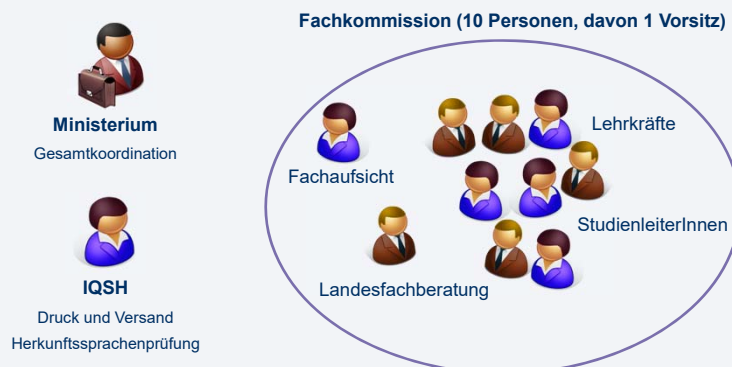 Fachkommission (10 Personen, davon 1 Vorsitz)
Ministerium
Gesamtkoordination
IQSH
Druck und Versand
Herkunftssprachenprüfung
Lehrkräfte
Fachaufsicht
StudienleiterInnen
Landesfachberatung